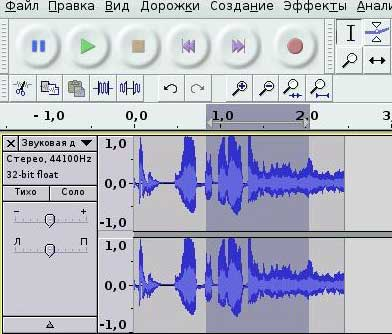 Файл Правка Вид Дорожки Создание Эффекты Анали
- 1,0 0,0 1,0 2,0 3,
Звуковая д
Стерео, 44100Hz
32-bit float
Тихо Соло
- +
Л П
1,0
0,0
-1,0
1,0
0,0
-1,0